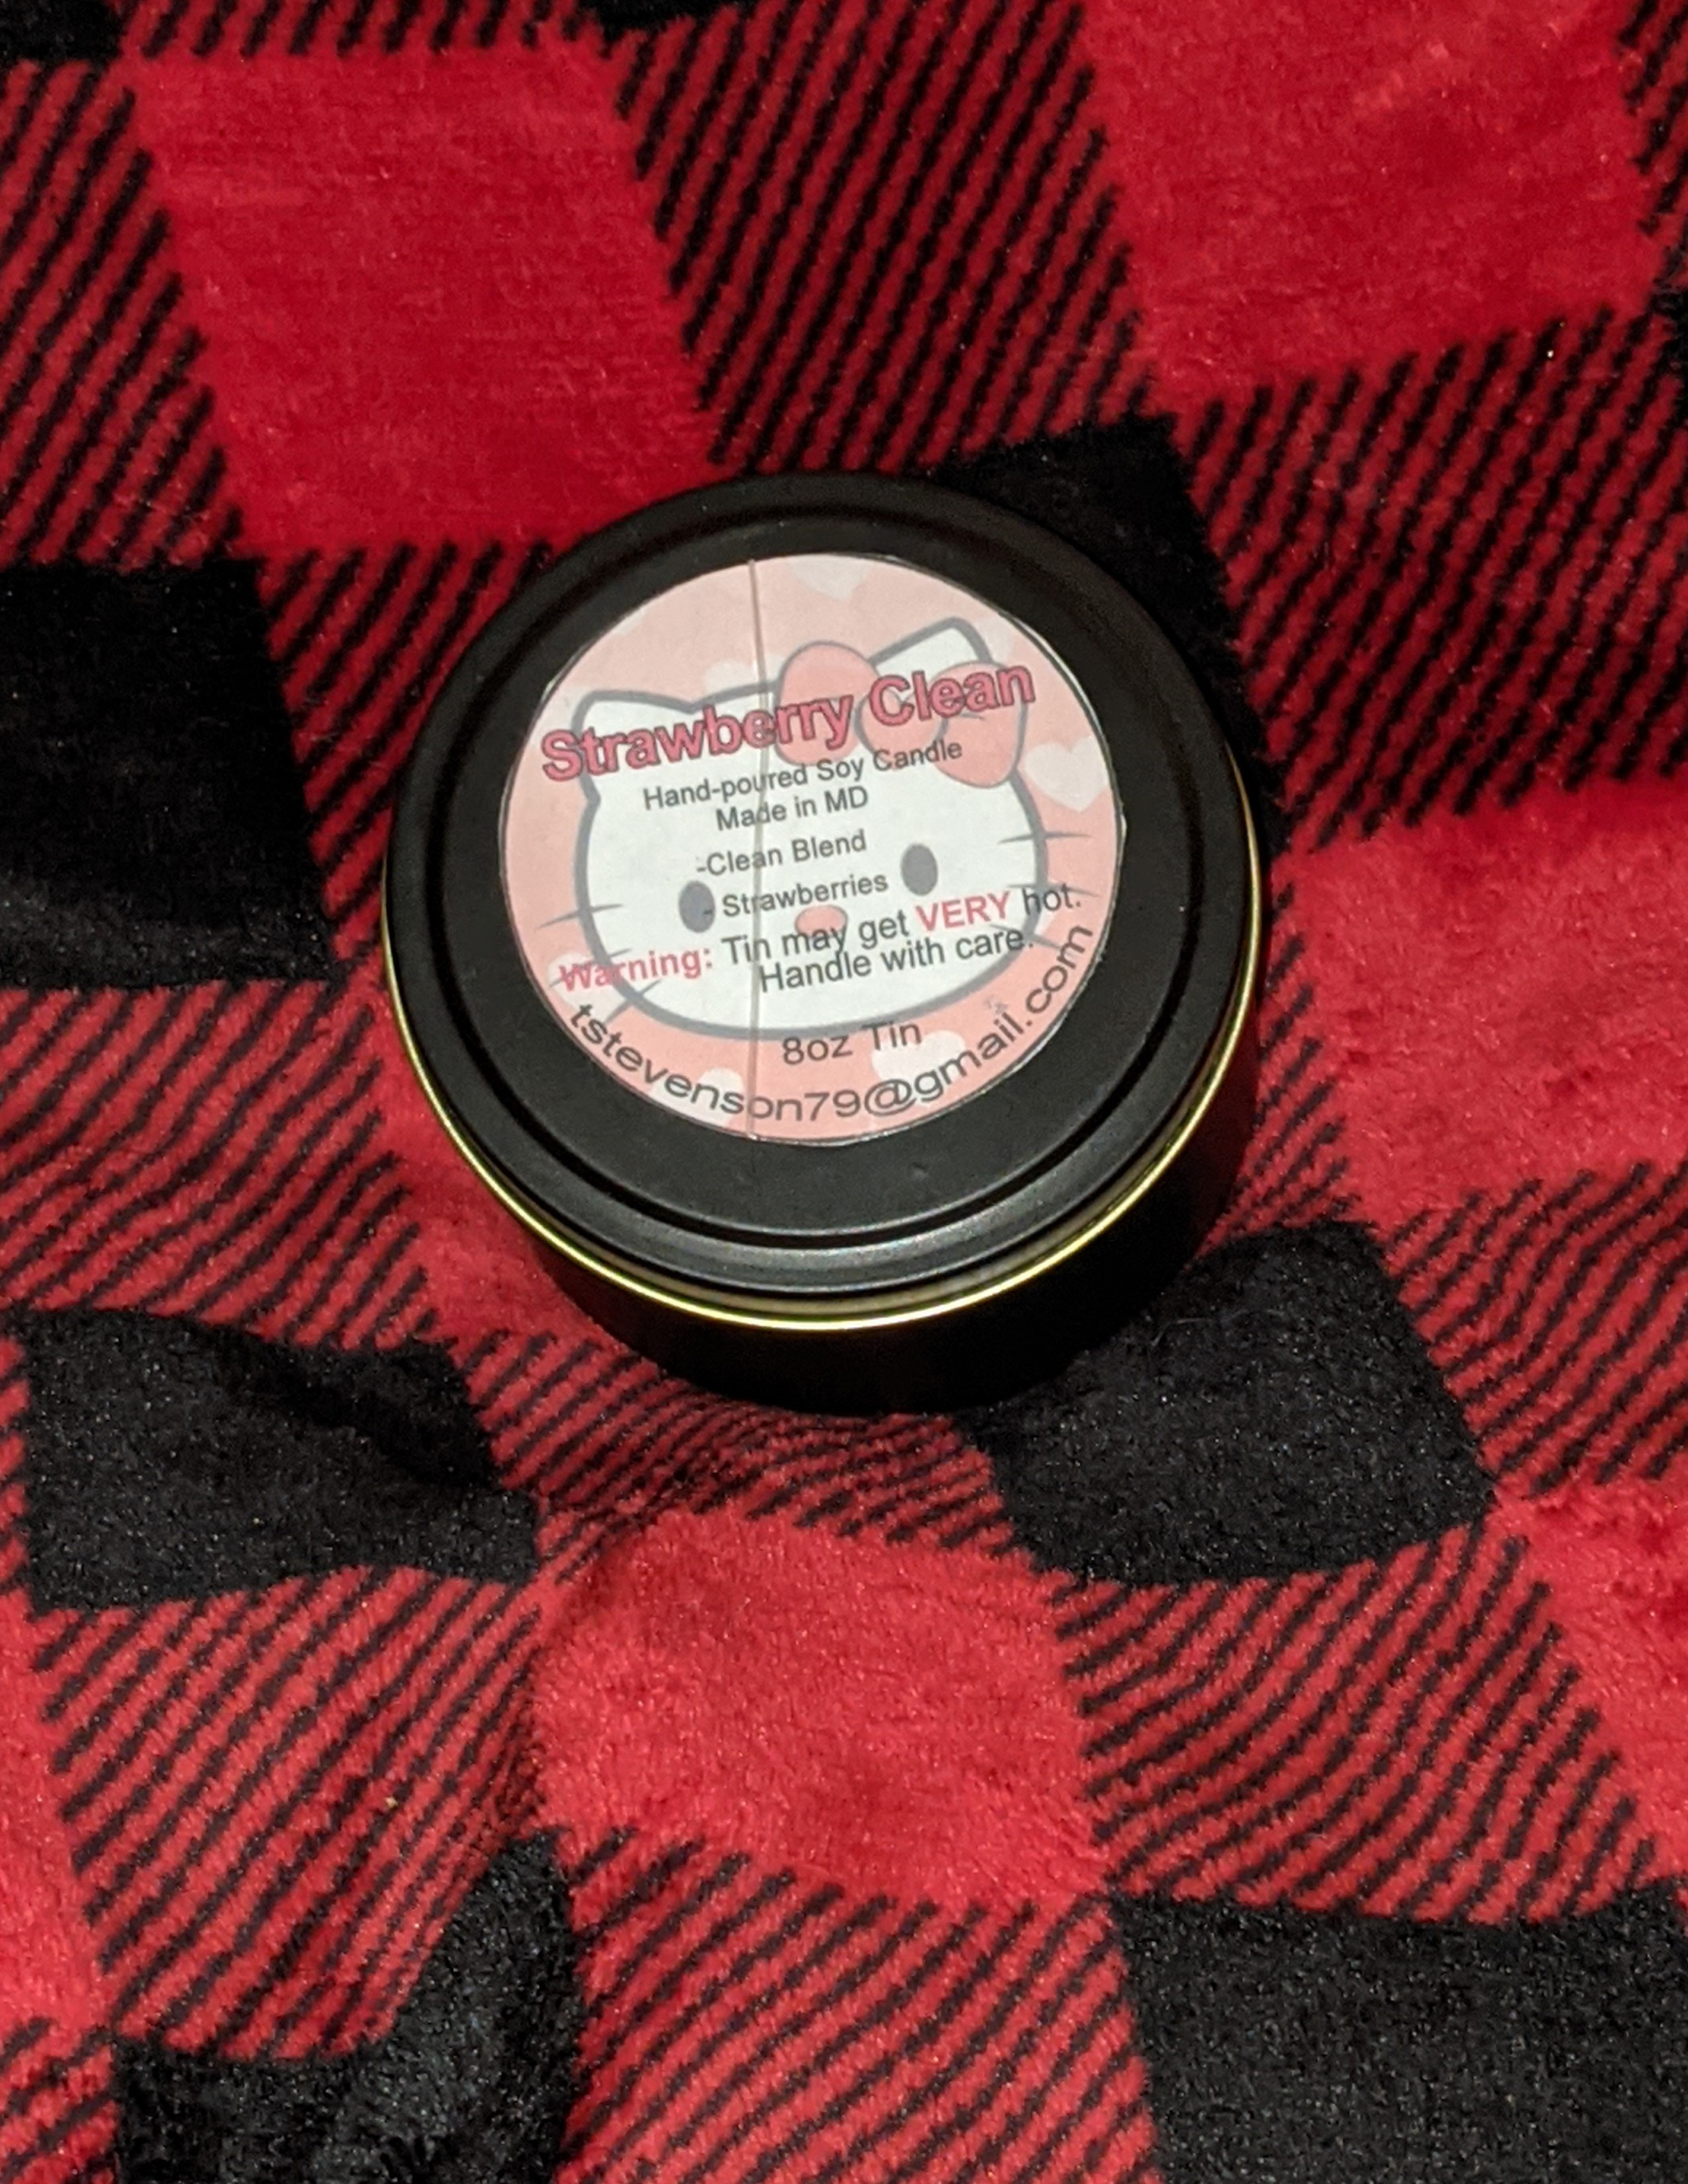 Strawberry Clean
Hand-poured Soy Candle
Made in MD
-Clean Blend
- Strawberries
Warning: Tin may get VERY hot.
Handle with care.
8oz Tin
tstevenson79@gmail.com